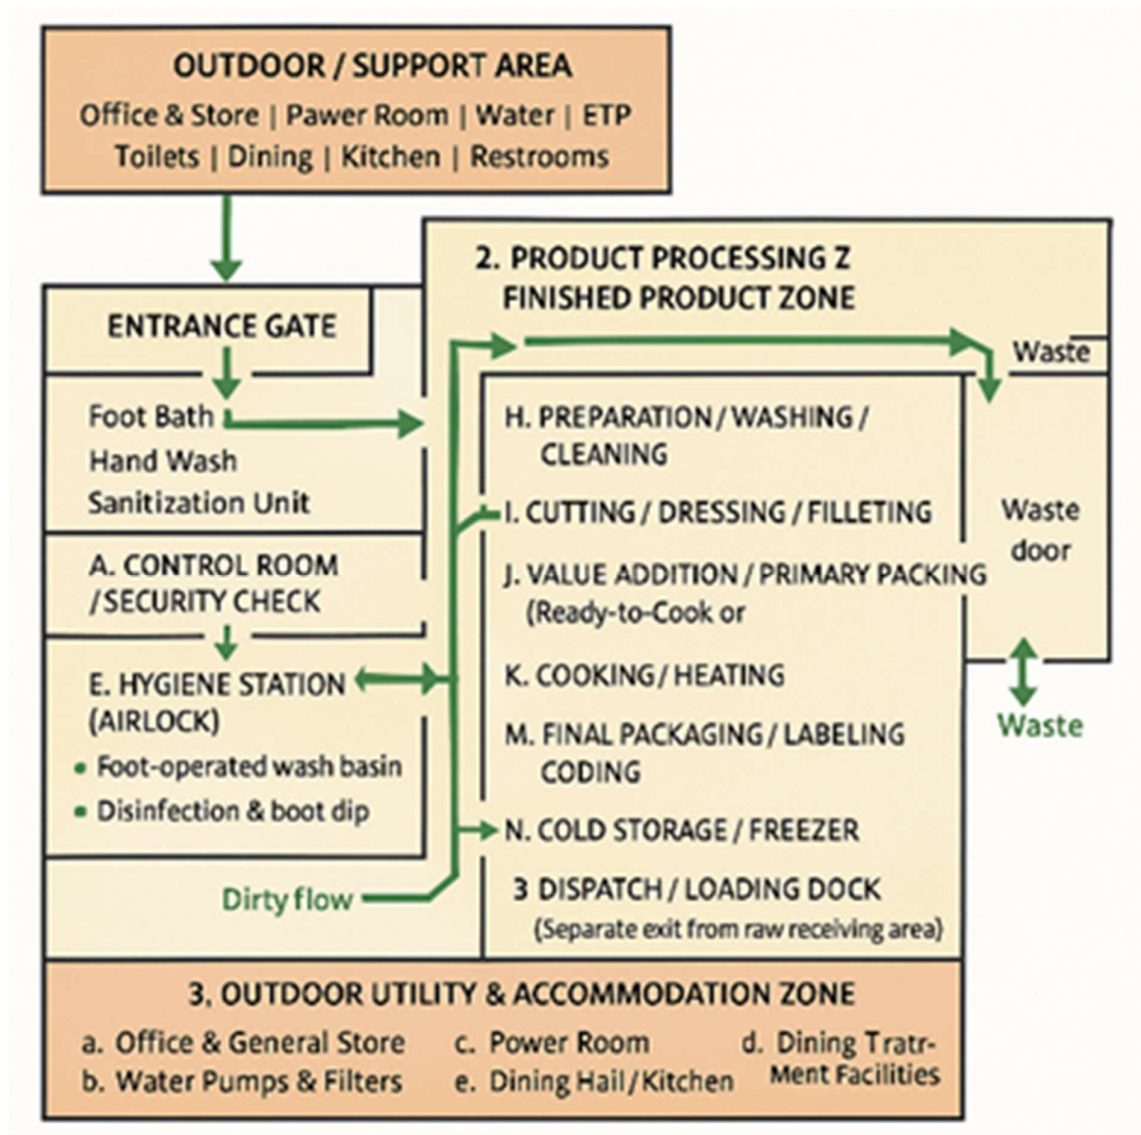 OUTDOOR / SUPPORT AREA
Office & Store | Pawer Room | Water | ETP
Toilets | Dining | Kitchen | Restrooms
ENTRANCE GATE
Foot Bath
Hand Wash
Sanitization Unit
A. CONTROL ROOM
/ SECURITY CHECK
E. HYGIENE STATION
(AIRLOCK)
• Foot-operated wash basin
• Disinfection & boot dip
Dirty flow
2. PRODUCT PROCESSING Z
FINISHED PRODUCT ZONE
Waste
H. PREPARATION / WASHING /
CLEANING
I. CUTTING / DRESSING / FILLETING
J. VALUE ADDITION / PRIMARY PACKING
(Ready-to-Cook or
K. COOKING / HEATING
M. FINAL PACKAGING / LABELING
CODING
N. COLD STORAGE / FREEZER
3 DISPATCH / LOADING DOCK
(Separate exit from raw receiving area)
Waste
door
Waste
3. OUTDOOR UTILITY & ACCOMMODATION ZONE
a. Office & General Store
b. Water Pumps & Filters
c. Power Room
e. Dining Hail/Kitchen
d. Dining Tratr-
Ment Facilities